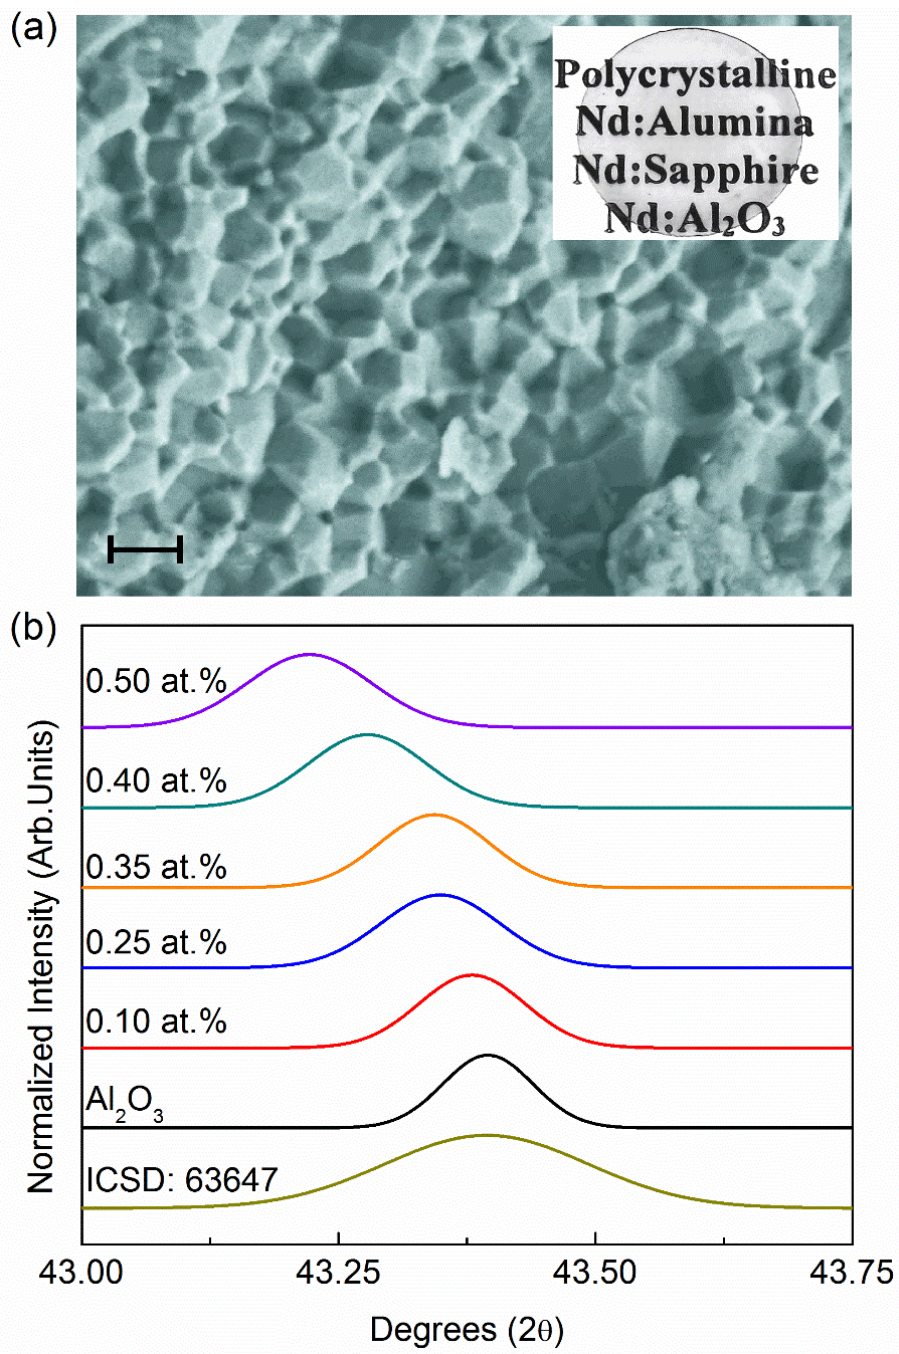 (a)
Polycrystalline
Nd:Alumina
Nd:Sapphire
Nd:Al₂O₃
(b)
Normalized Intensity (Arb.Units)
0.50 at.%
0.40 at.%
0.35 at.%
0.25 at.%
0.10 at.%
Al₂O₃
ICSD: 63647
43.00 43.25 43.50 43.75
Degrees (2θ)